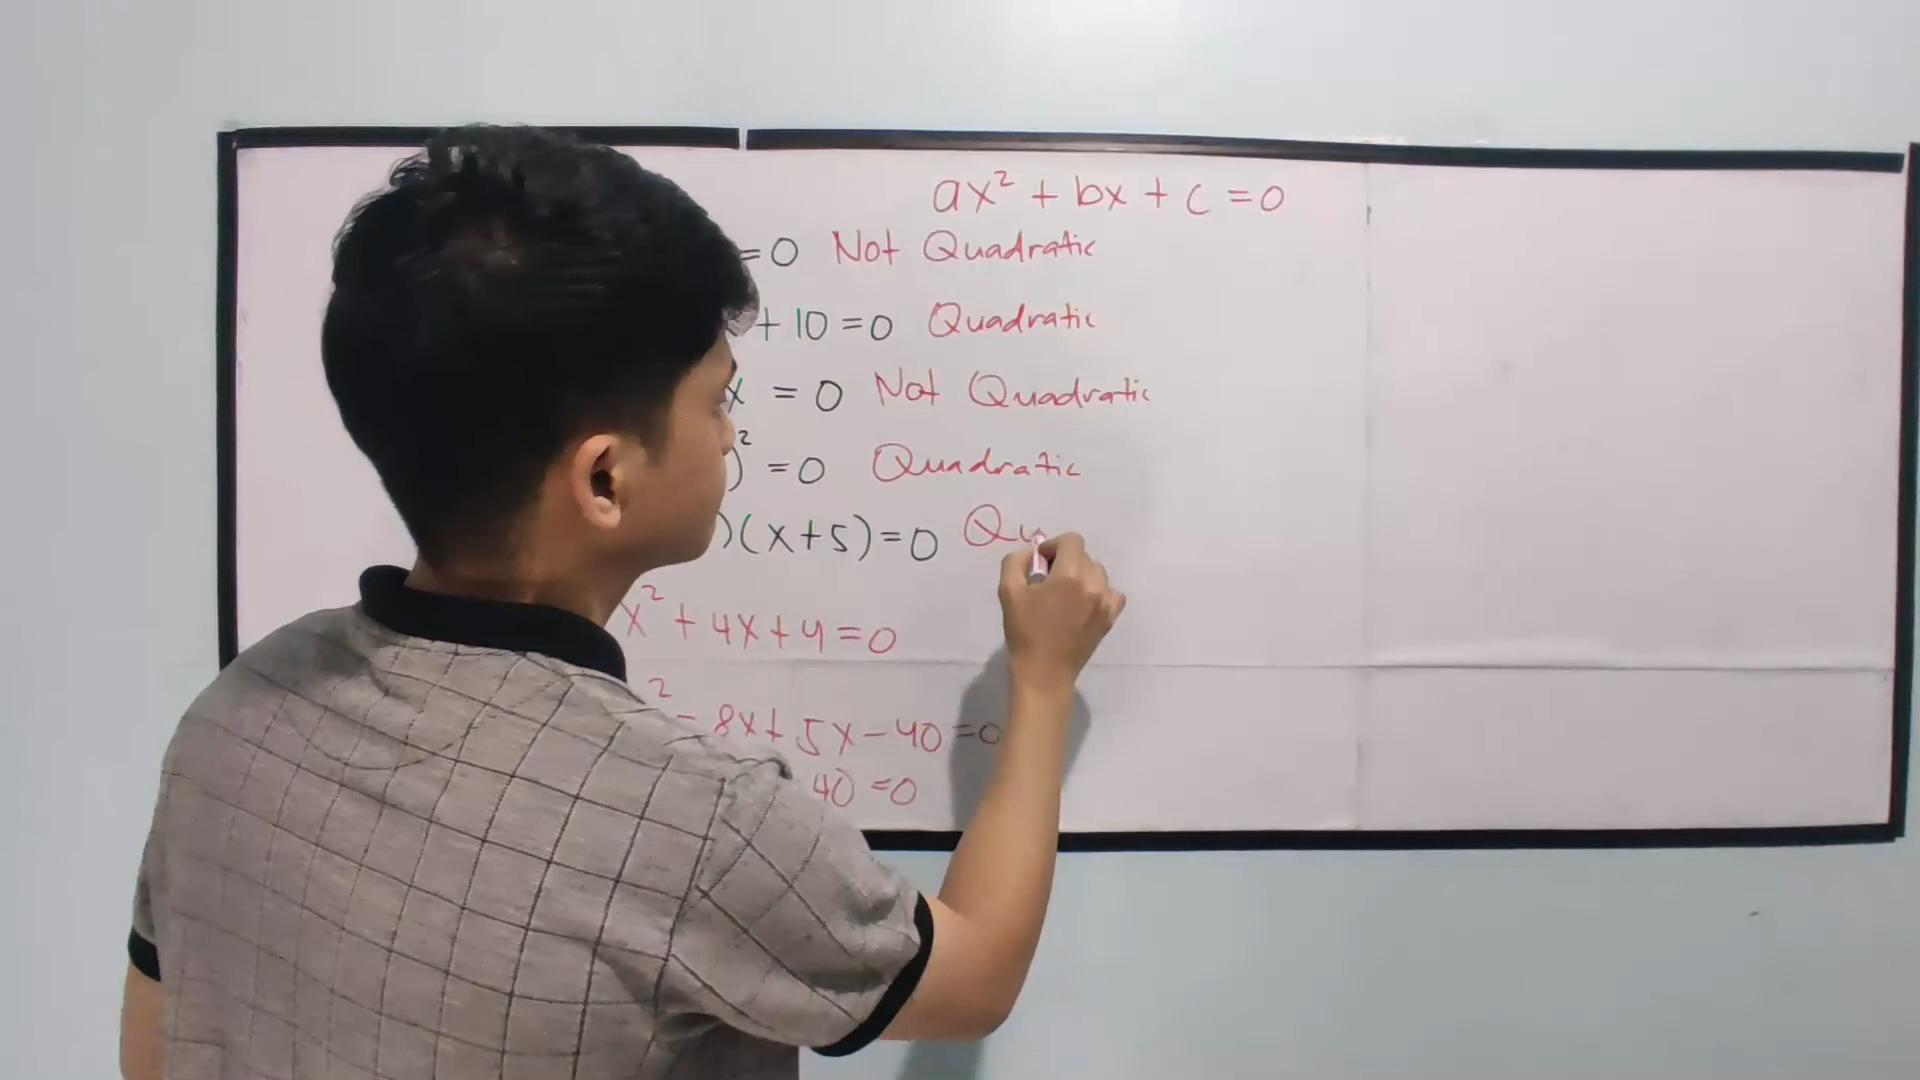 ax² + bx + c = 0
= 0 Not Quadratic
+ 10 = 0 Quadratic
x = 0 Not Quadratic
)² = 0 Quadratic
)(x+5)=0 Qu
x² + 4x + 4 = 0
² - 8x + 5x - 40 = 0
40 = 0